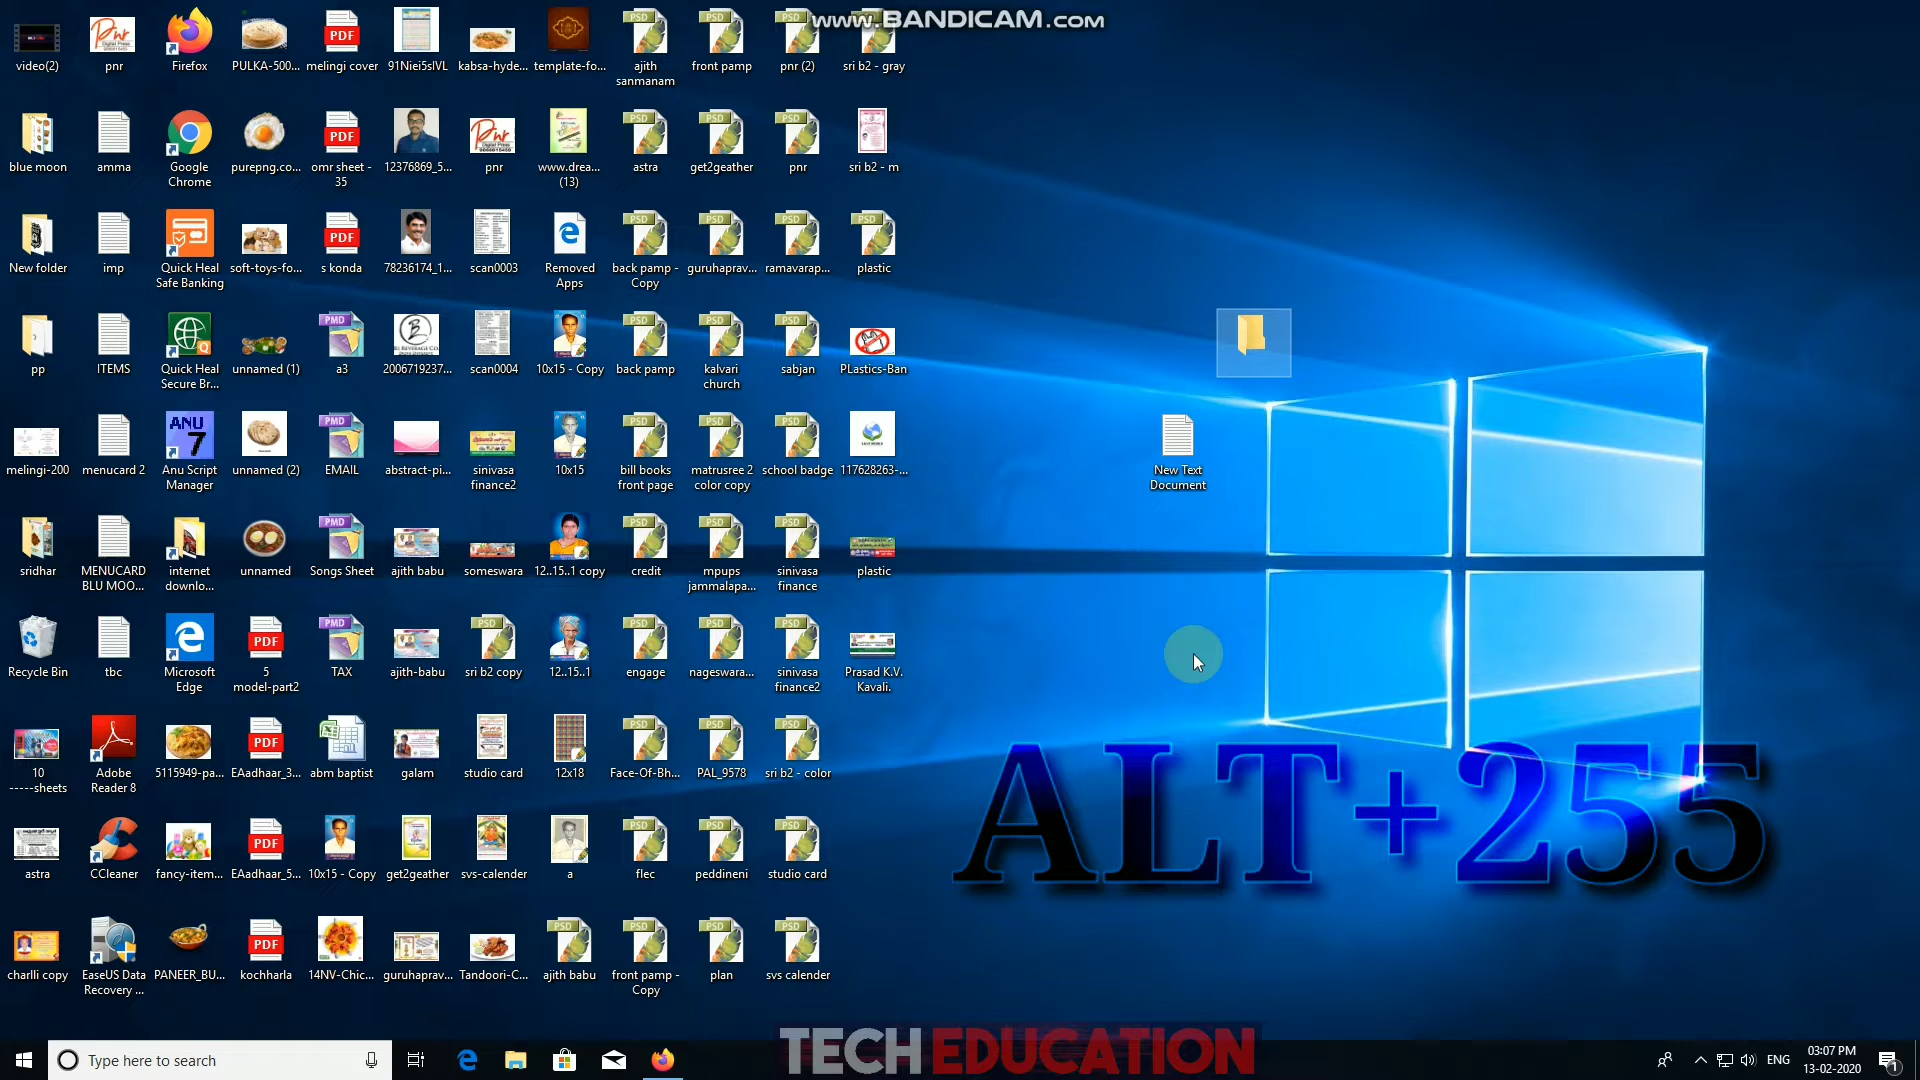 www.BANDICAM.com
video(2)
pnr
Firefox
PULKA-500...
melingi cover
91Niei5slVL
kabsa-hyde...
template-fo...
ajith
sanmanam
front pamp
pnr (2)
sri b2 - gray
blue moon
amma
Google
Chrome
purepng.co...
omr sheet -
35
12376869_5...
pnr
www.drea...
(13)
astra
get2geather
pnr
sri b2 - m
New folder
imp
Quick Heal
Safe Banking
soft-toys-fo...
s konda
78236174_1...
scan0003
Removed
Apps
back pamp -
Copy
guruhaprav...
ramavarap...
plastic
pp
ITEMS
Quick Heal
Secure Br...
unnamed (1)
a3
2006719237...
scan0004
10x15 - Copy
back pamp
kalvari
church
sabjan
PLastics-Ban
melingi-200
menucard 2
Anu Script
Manager
unnamed (2)
EMAIL
abstract-pi...
sinivasa
finance2
10x15
bill books
front page
matrusree 2
color copy
school badge
117628263-...
New Text
Document
sridhar
MENUCARD
BLU MOO...
internet
downlo...
unnamed
Songs Sheet
ajith babu
someswara
12..15..1 copy
credit
mpups
jammalapa...
sinivasa
finance
plastic
Recycle Bin
tbc
Microsoft
Edge
5
model-part2
TAX
ajith-babu
sri b2 copy
12..15..1
engage
nageswara...
sinivasa
finance2
Prasad K.V.
Kavali.
10
-----sheets
Adobe
Reader 8
5115949-pa...
EAadhaar_3...
abm baptist
galam
studio card
12x18
Face-Of-Bh...
PAL_9578
sri b2 - color
ALT+255
astra
CCleaner
fancy-item...
EAadhaar_5...
10x15 - Copy
get2geather
svs-calender
a
flec
peddineni
studio card
charlli copy
EaseUS Data
Recovery ...
PANEER_BU...
kochharla
14NV-Chic...
guruhaprav...
Tandoori-C...
ajith babu
front pamp -
Copy
plan
svs calender
TECH EDUCATION
Type here to search
ENG
03:07 PM
13-02-2020
1